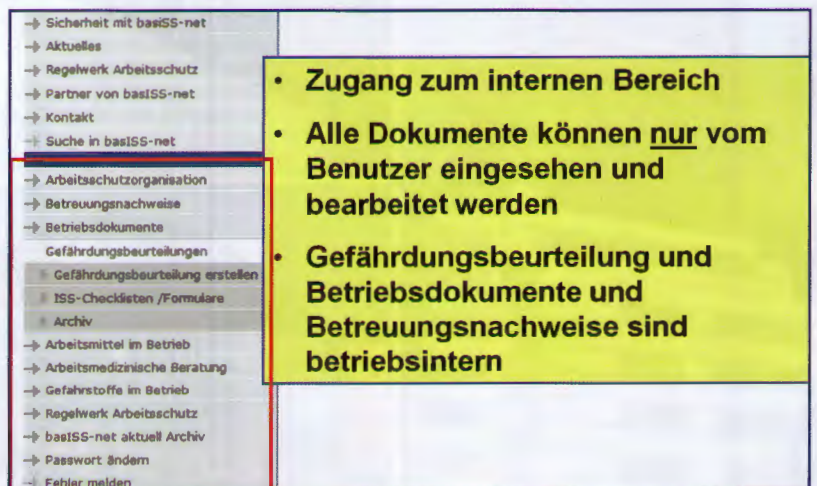 Sicherheit mit basISS-net
Aktuelles
Regelwerk Arbeitsschutz
Partner von basISS-net
Kontakt
Suche in basISS-net
Arbeitsschutzorganisation
Betreuungsnachweise
Betriebsdokumente
Gefährdungsbeurteilungen
Gefährdungsbeurteilung erstellen
ISS-Checklisten /Formulare
Archiv
Arbeitsmittel im Betrieb
Arbeitsmedizinische Beratung
Gefahrstoffe im Betrieb
Regelwerk Arbeitsschutz
basISS-net aktuell Archiv
Passwort ändern
Fehler melden
• Zugang zum internen Bereich
• Alle Dokumente können nur vom
Benutzer eingesehen und
bearbeitet werden
• Gefährdungsbeurteilung und
Betriebsdokumente und
Betreuungsnachweise sind
betriebsintern